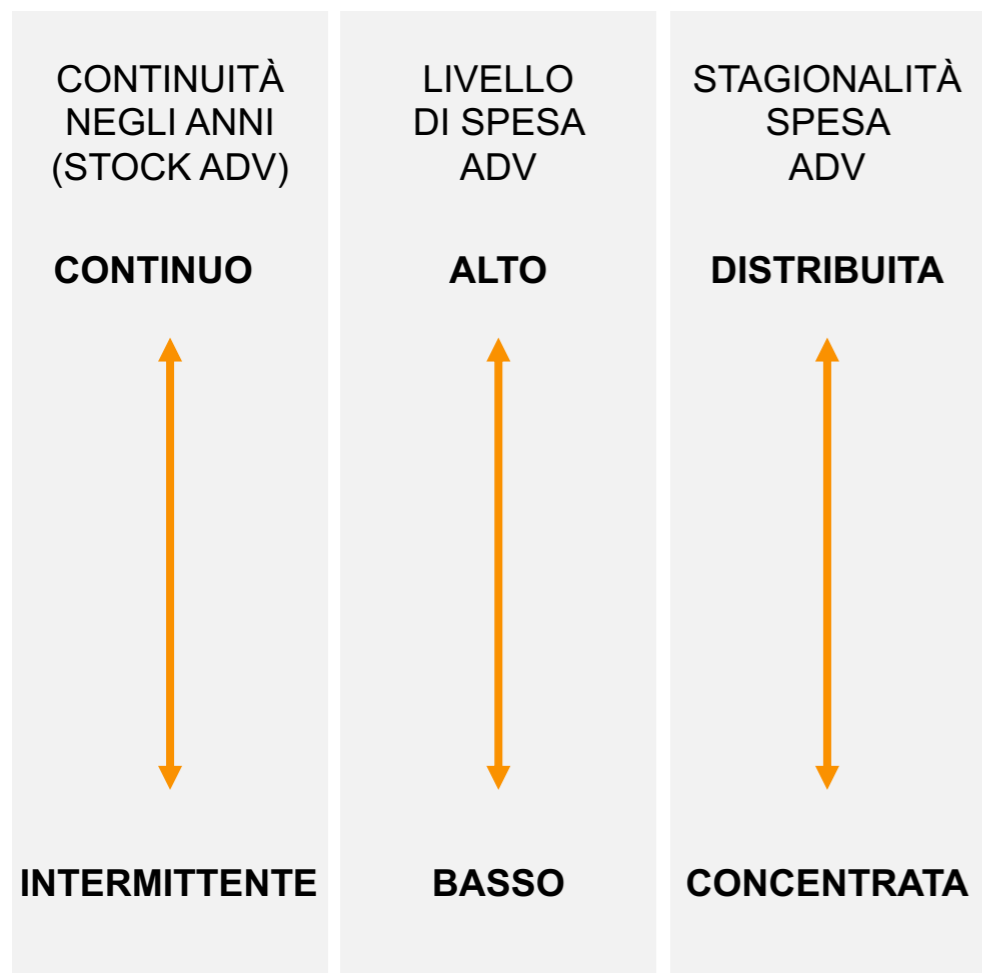 CONTINUITÀ
NEGLI ANNI
(STOCK ADV)
CONTINUO
INTERMITTENTE
LIVELLO
DI SPESA
ADV
ALTO
BASSO
STAGIONALITÀ
SPESA
ADV
DISTRIBUITA
CONCENTRATA